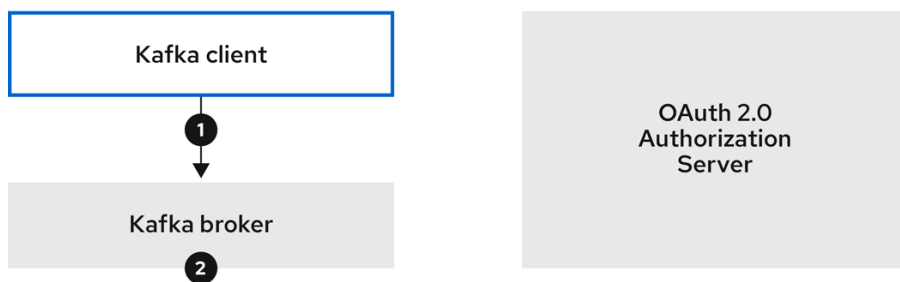 Kafka client
1
Kafka broker
2
OAuth 2.0
Authorization
Server